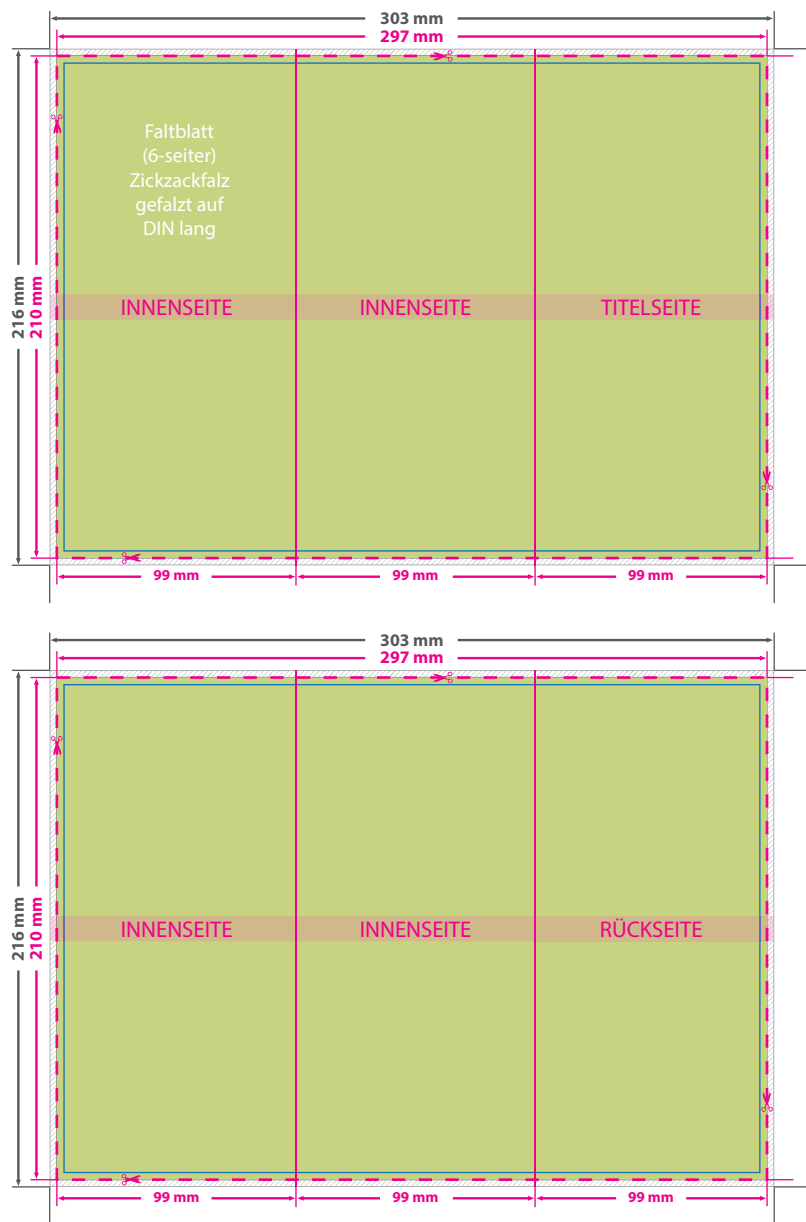 303 mm
297 mm
Faltblatt
(6-seiter)
Zickzackfalz
gefalzt auf
DIN lang
216 mm
210 mm
INNENSEITE INNENSEITE TITELSEITE
99 mm 99 mm 99 mm
303 mm
297 mm
216 mm
210 mm
INNENSEITE INNENSEITE RÜCKSEITE
99 mm 99 mm 99 mm